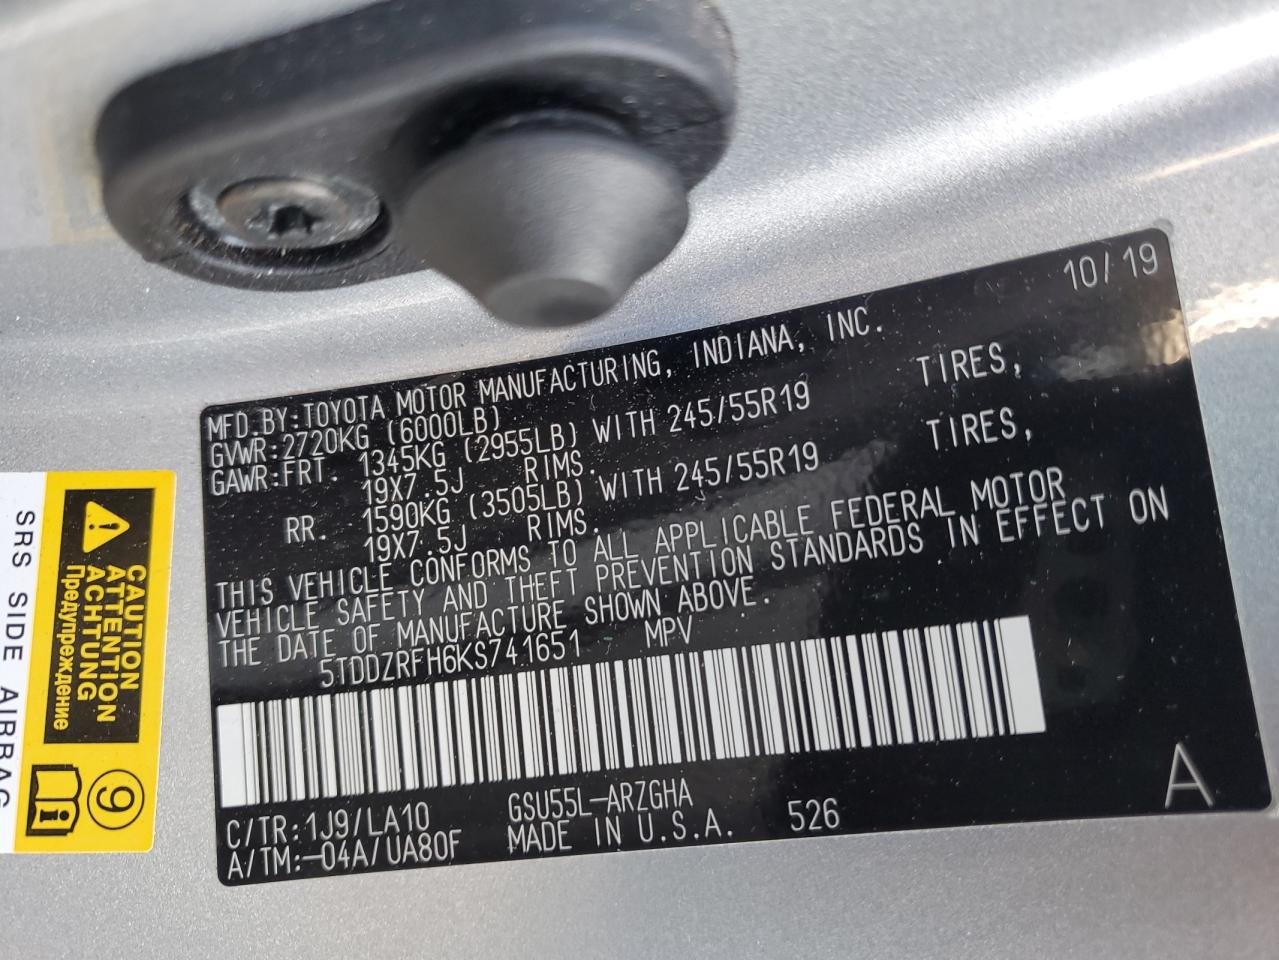 10/19
MFD.BY:TOYOTA MOTOR MANUFACTURING, INDIANA, INC.
GVWR:2720KG (6000LB)
GAWR:FRT. 1345KG (2955LB) WITH 245/55R19 TIRES,
19X7.5J RIMS.
RR. 1590KG (3505LB) WITH 245/55R19 TIRES,
19X7.5J RIMS.
THIS VEHICLE CONFORMS TO ALL APPLICABLE FEDERAL MOTOR
VEHICLE SAFETY AND THEFT PREVENTION STANDARDS IN EFFECT ON
THE DATE OF MANUFACTURE SHOWN ABOVE.
5TDDZRFH6KS741651 MPV
C/TR:1J9/LA10 GSU55L-ARZGHA
A/TM:-04A/UA80F MADE IN U.S.A. 526
A
CAUTION
ATTENTION
ACHTUNG
Предупреждение
SRS SIDE AIRBAG
9